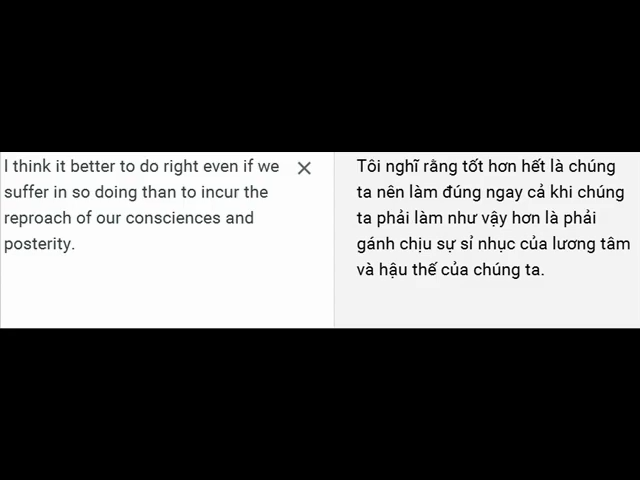 I think it better to do right even if we
suffer in so doing than to incur the
reproach of our consciences and
posterity.
Tôi nghĩ rằng tốt hơn hết là chúng
ta nên làm đúng ngay cả khi chúng
ta phải làm như vậy hơn là phải
gánh chịu sự sỉ nhục của lương tâm
và hậu thế của chúng ta.